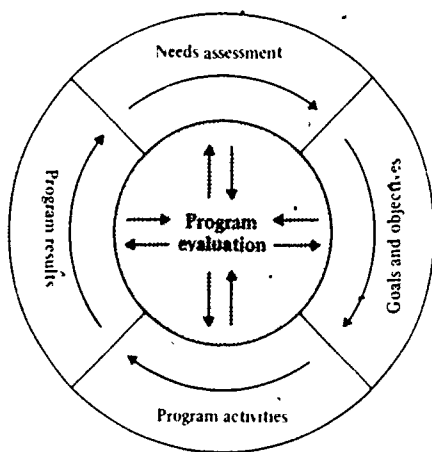 Needs assessment
Goals and objectives
Program activities
Program results
Program
evaluation